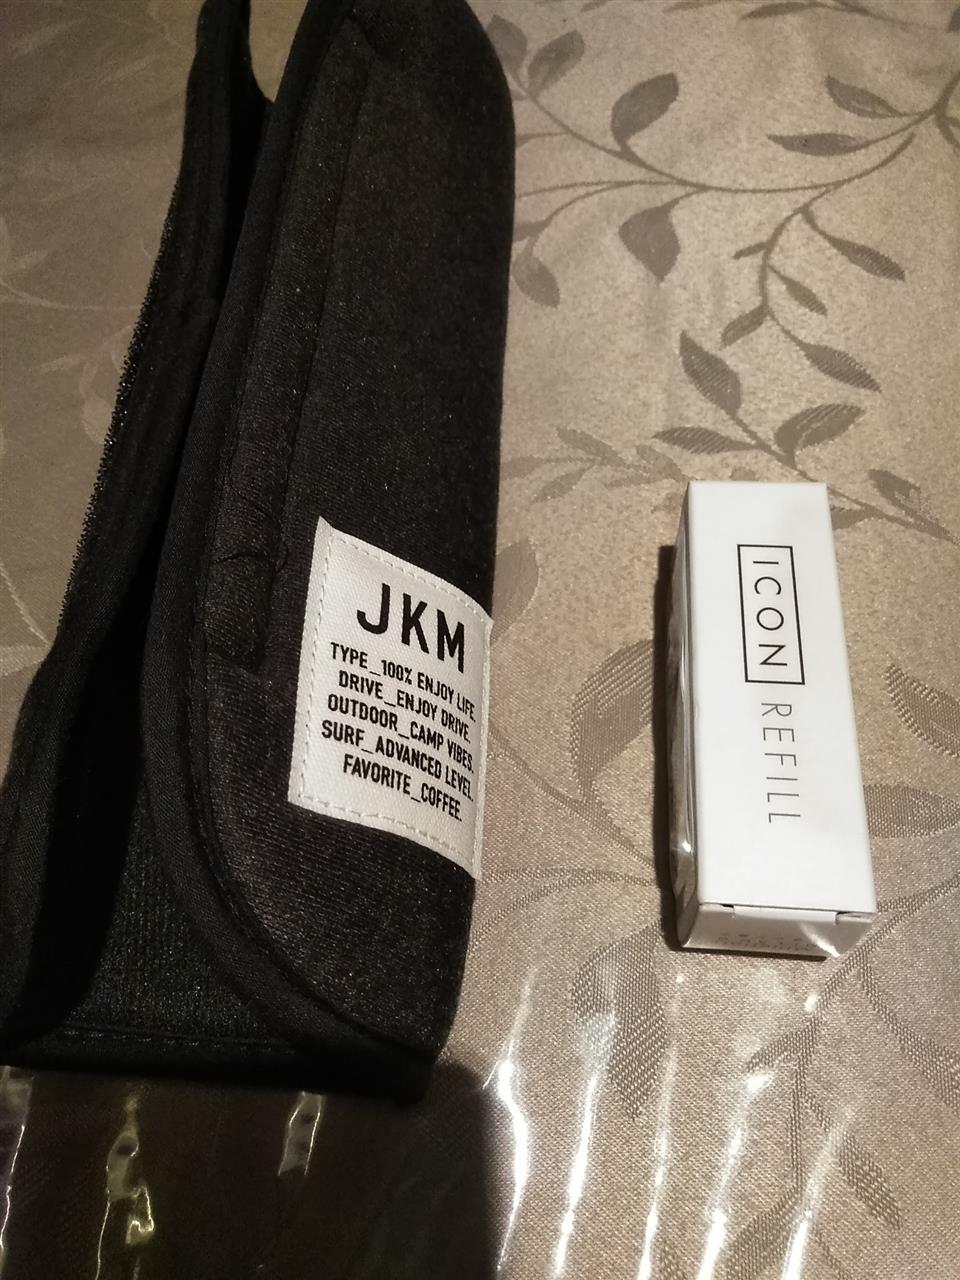 JKM
TYPE_100% ENJOY LIFE.
DRIVE_ENJOY DRIVE.
OUTDOOR_CAMP VIBES.
SURF_ADVANCED LEVEL.
FAVORITE_COFFEE.
ICON REFILL